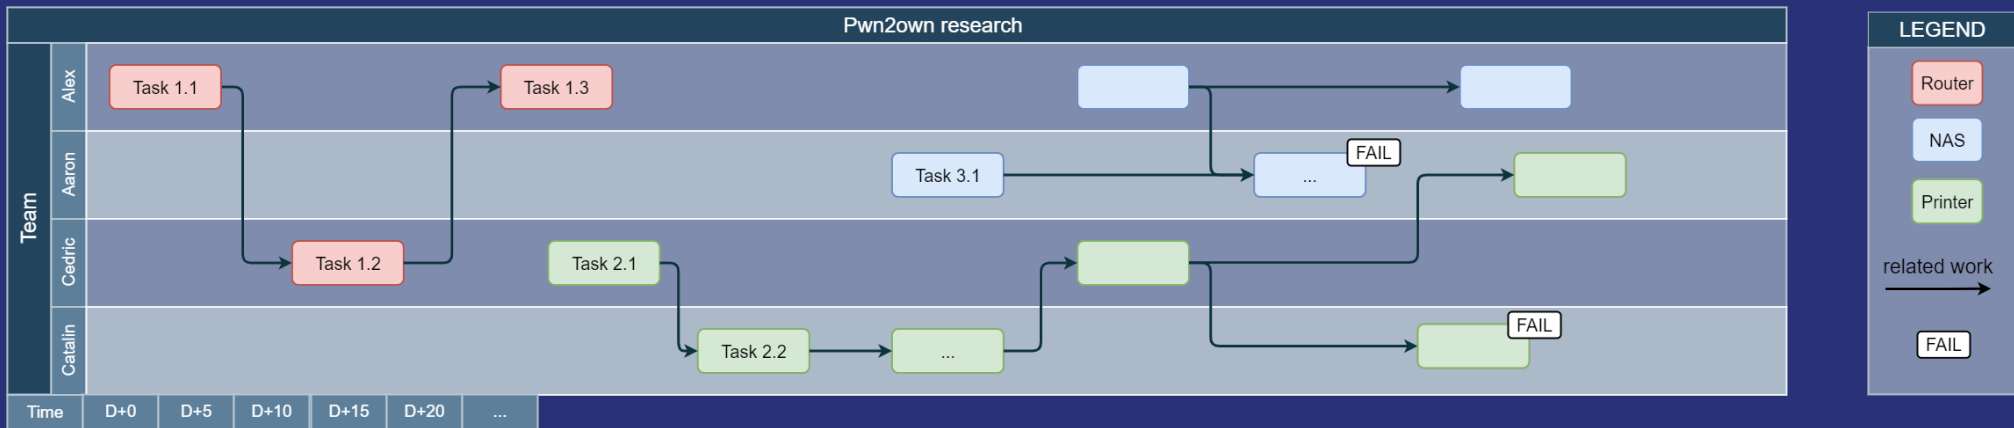 Pwn2own research
LEGEND
Team
Alex
Task 1.1
Task 1.3
Router
NAS
Aaron
Task 3.1
...
FAIL
Printer
Cedric
Task 1.2
Task 2.1
related work
Catalin
Task 2.2
...
FAIL
FAIL
Time D+0 D+5 D+10 D+15 D+20 ...